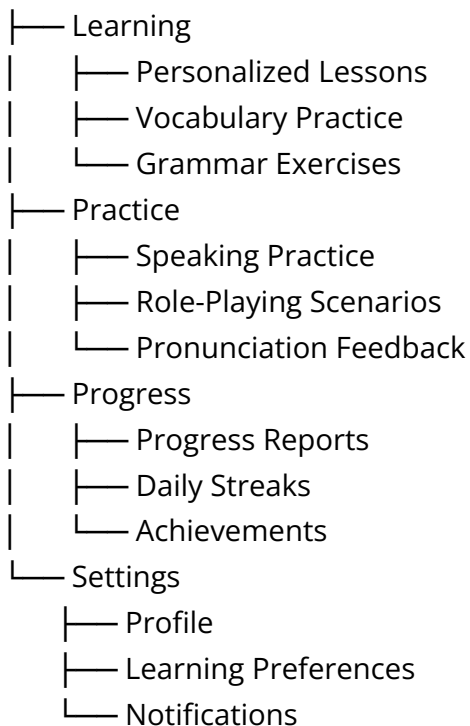 ├── Learning
│   ├── Personalized Lessons
│   ├── Vocabulary Practice
│   └── Grammar Exercises
├── Practice
│   ├── Speaking Practice
│   ├── Role-Playing Scenarios
│   └── Pronunciation Feedback
├── Progress
│   ├── Progress Reports
│   ├── Daily Streaks
│   └── Achievements
└── Settings
    ├── Profile
    ├── Learning Preferences
    └── Notifications